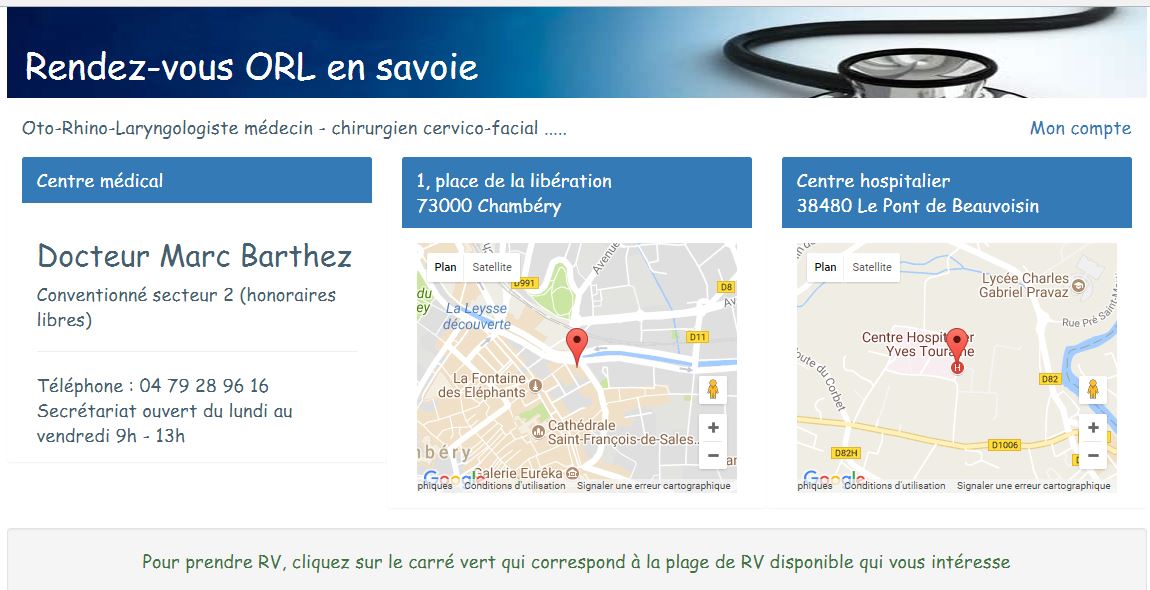 Rendez-vous ORL en savoie
Oto-Rhino-Laryngologiste médecin - chirurgien cervico-facial .....
Mon compte
Centre médical
Docteur Marc Barthez
Conventionné secteur 2 (honoraires
libres)
Téléphone : 04 79 28 96 16
Secrétariat ouvert du lundi au
vendredi 9h - 13h
1, place de la libération
73000 Chambéry
Plan
Satellite
Avenue
D991
D8
La Leysse
découverte
D11
La Fontaine
des Éléphants
Cathédrale
Saint-François-de-Sales...
béry
Galerie Eurêka
Google
phiques
Conditions d'utilisation
Signaler une erreur cartographique
Centre hospitalier
38480 Le Pont de Beauvoisin
Plan
Satellite
Lycée Charles
Gabriel Pravaz
Rue Pré Saint-M
Centre Hospit er
Yves Tour ne
H
oute du Corbet
D82
D1006
D82H
Google
phiques
Conditions d'utilisation
Signaler une erreur cartographique
Pour prendre RV, cliquez sur le carré vert qui correspond à la plage de RV disponible qui vous intéresse